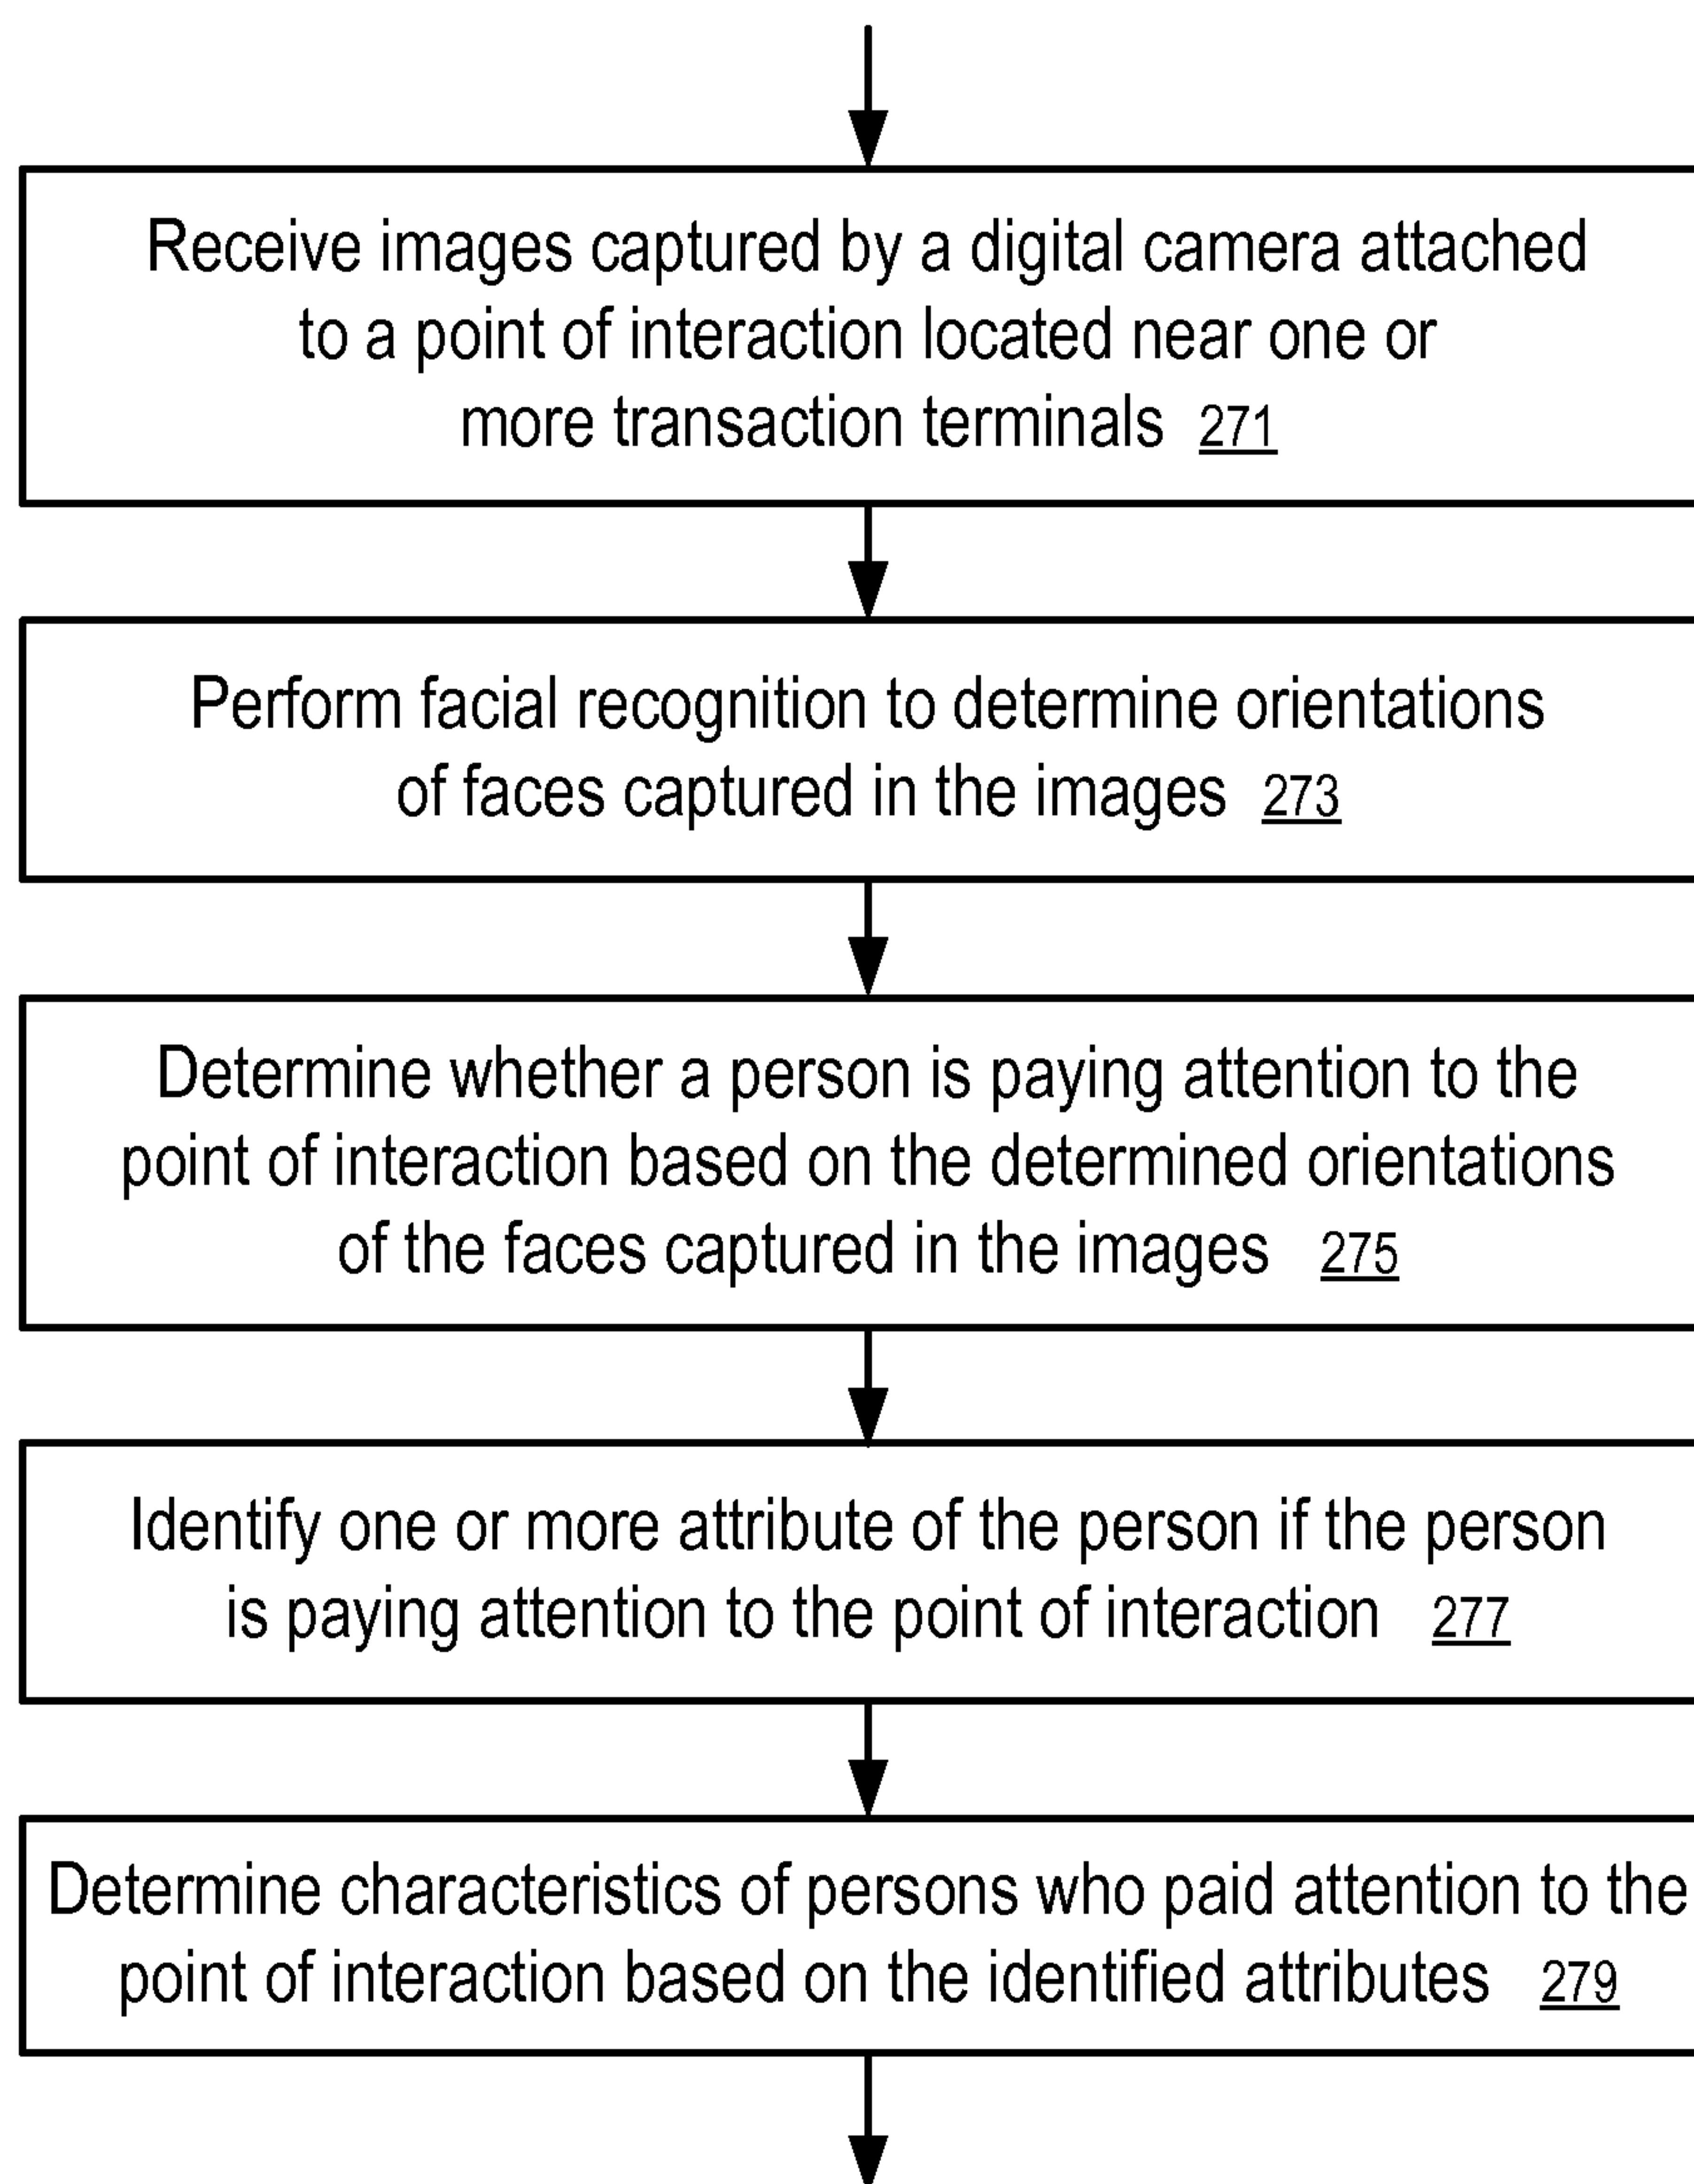 Receive images captured by a digital camera attached
to a point of interaction located near one or
more transaction terminals 271
Perform facial recognition to determine orientations
of faces captured in the images 273
Determine whether a person is paying attention to the
point of interaction based on the determined orientations
of the faces captured in the images 275
Identify one or more attribute of the person if the person
is paying attention to the point of interaction 277
Determine characteristics of persons who paid attention to the
point of interaction based on the identified attributes 279